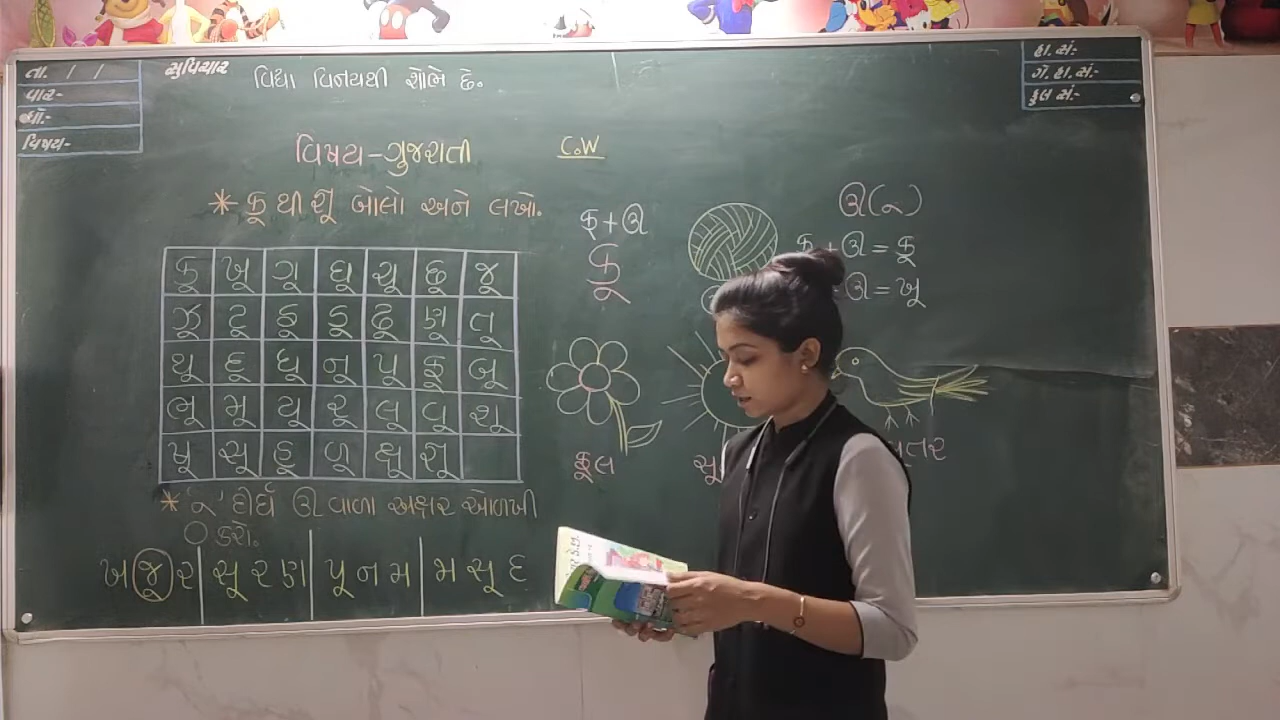 તા. / /
વાર-
ધો:-
વિષય-
સુવિચાર
વિદ્યા વિનયથી શોભે છે.
હા. સં:
ગે. હા. સં:-
કુલ સં:-
વિષય-ગુજરાતી
C.W
* કૂ થી જ્ઞૂ બોલો અને લખો.
કૂ ખૂ ગૂ ઘૂ ચૂ છૂ જૂ
ઝૂ ટૂ ઠૂ ડૂ ઢૂ ણૂ તૂ
થૂ દૂ ધૂ નૂ પૂ ફૂ બૂ
ભૂ મૂ યૂ રૂ લૂ વૂ શૂ
ષૂ સૂ હૂ ળૂ ક્ષૂ જ્ઞૂ
* 'ૂ' દીર્ઘ ઊ વાળા અક્ષર ઓળખી
○ કરો.
ખજૂર સૂરણ પૂનમ મસૂદ
ક+ઊ
કૂ
ઊ(ૂ)
ક+ઊ=કૂ
ઊ=ખૂ
ફૂલ